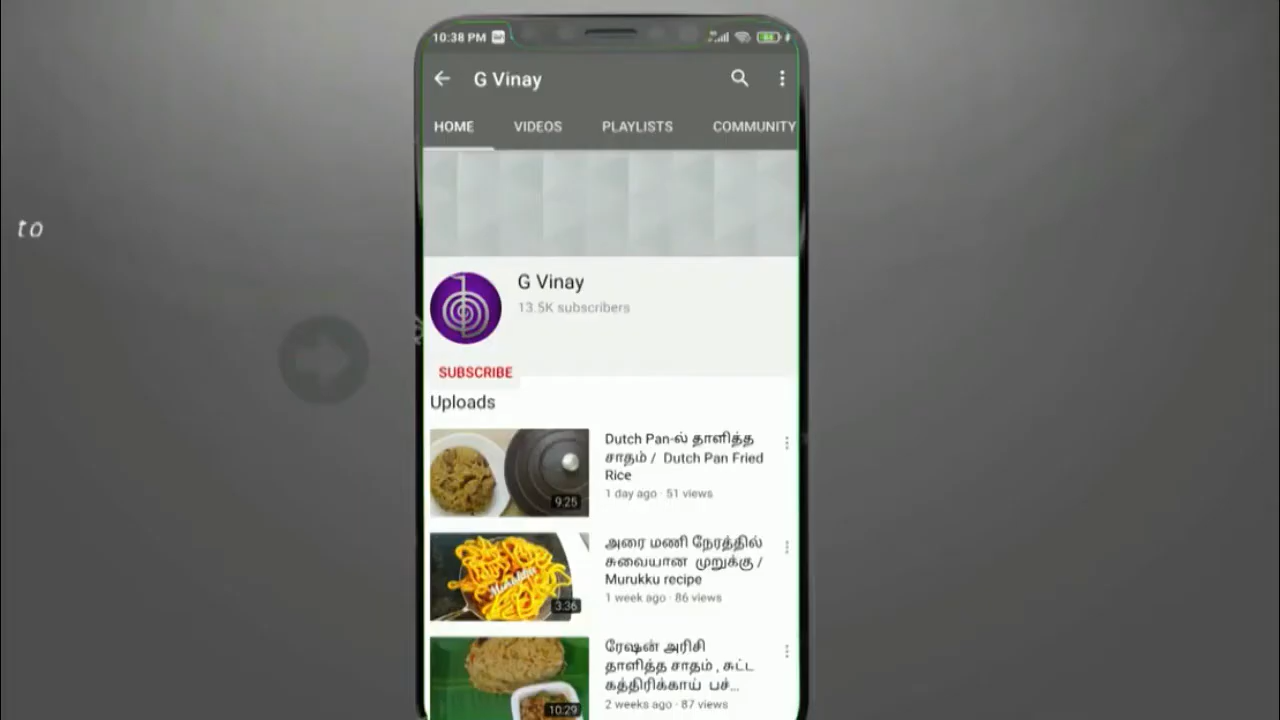 10:38 PM
G Vinay
HOME VIDEOS PLAYLISTS COMMUNITY
to
G Vinay
13.5K subscribers
SUBSCRIBE
Uploads
Dutch Pan-ல் தாளித்த
சாதம் / Dutch Pan Fried
Rice
1 day ago · 51 views
9:25
அரை மணி நேரத்தில்
சுவையான முறுக்கு /
Murukku recipe
1 week ago · 86 views
Murukku
3:36
ரேஷன் அரிசி
தாளித்த சாதம் , சுட்ட
கத்திரிக்காய் பச்...
2 weeks ago · 87 views
10:29